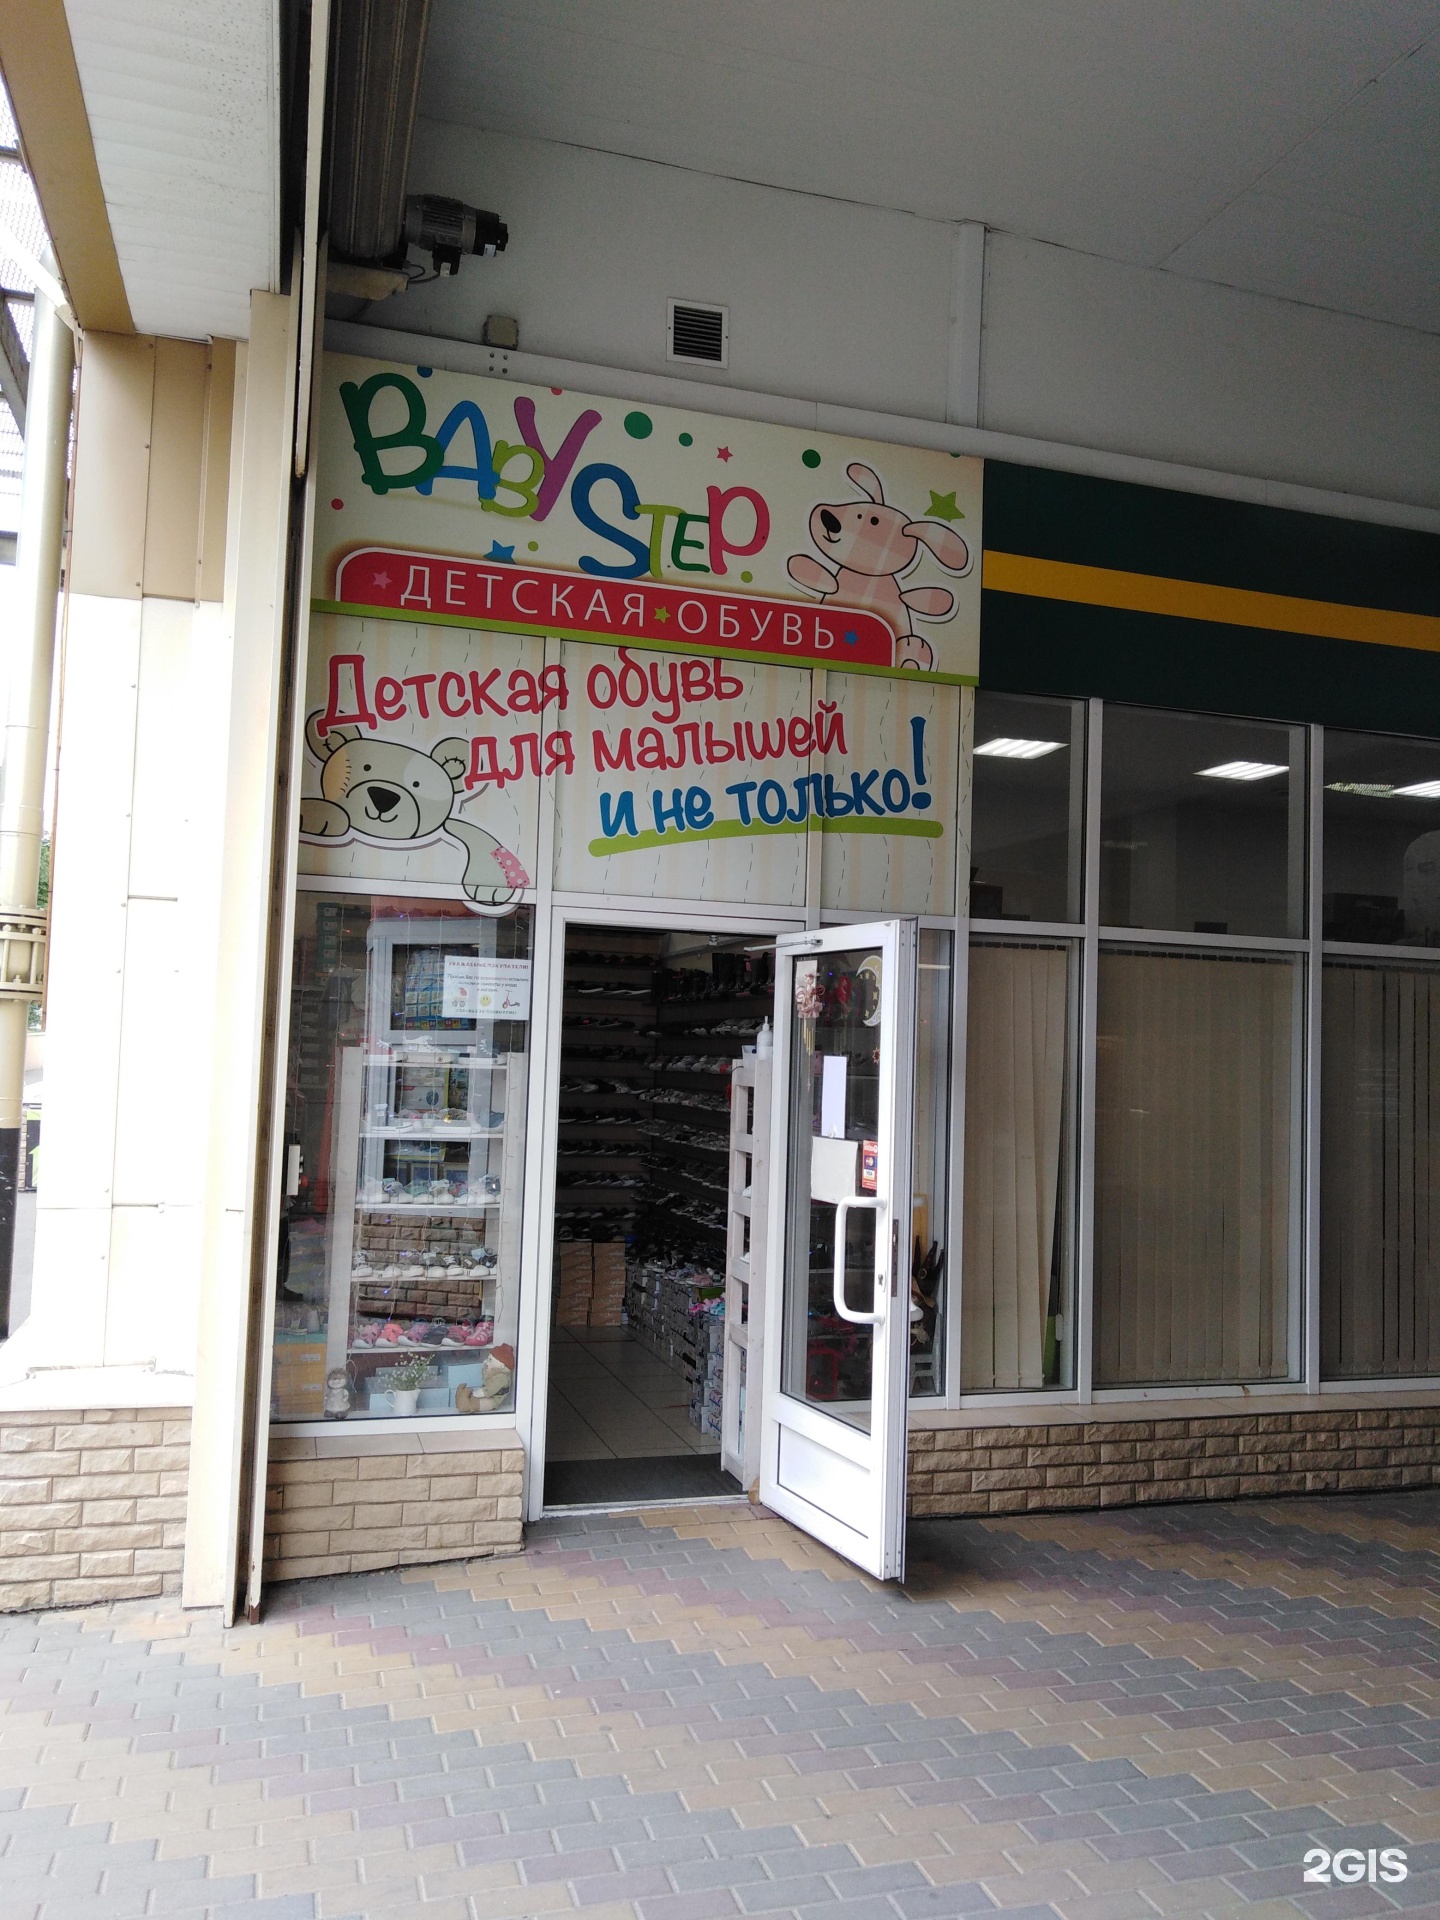 BABY STEP
ДЕТСКАЯ ОБУВЬ
Детская обувь
для малышей
и не только!
2GIS